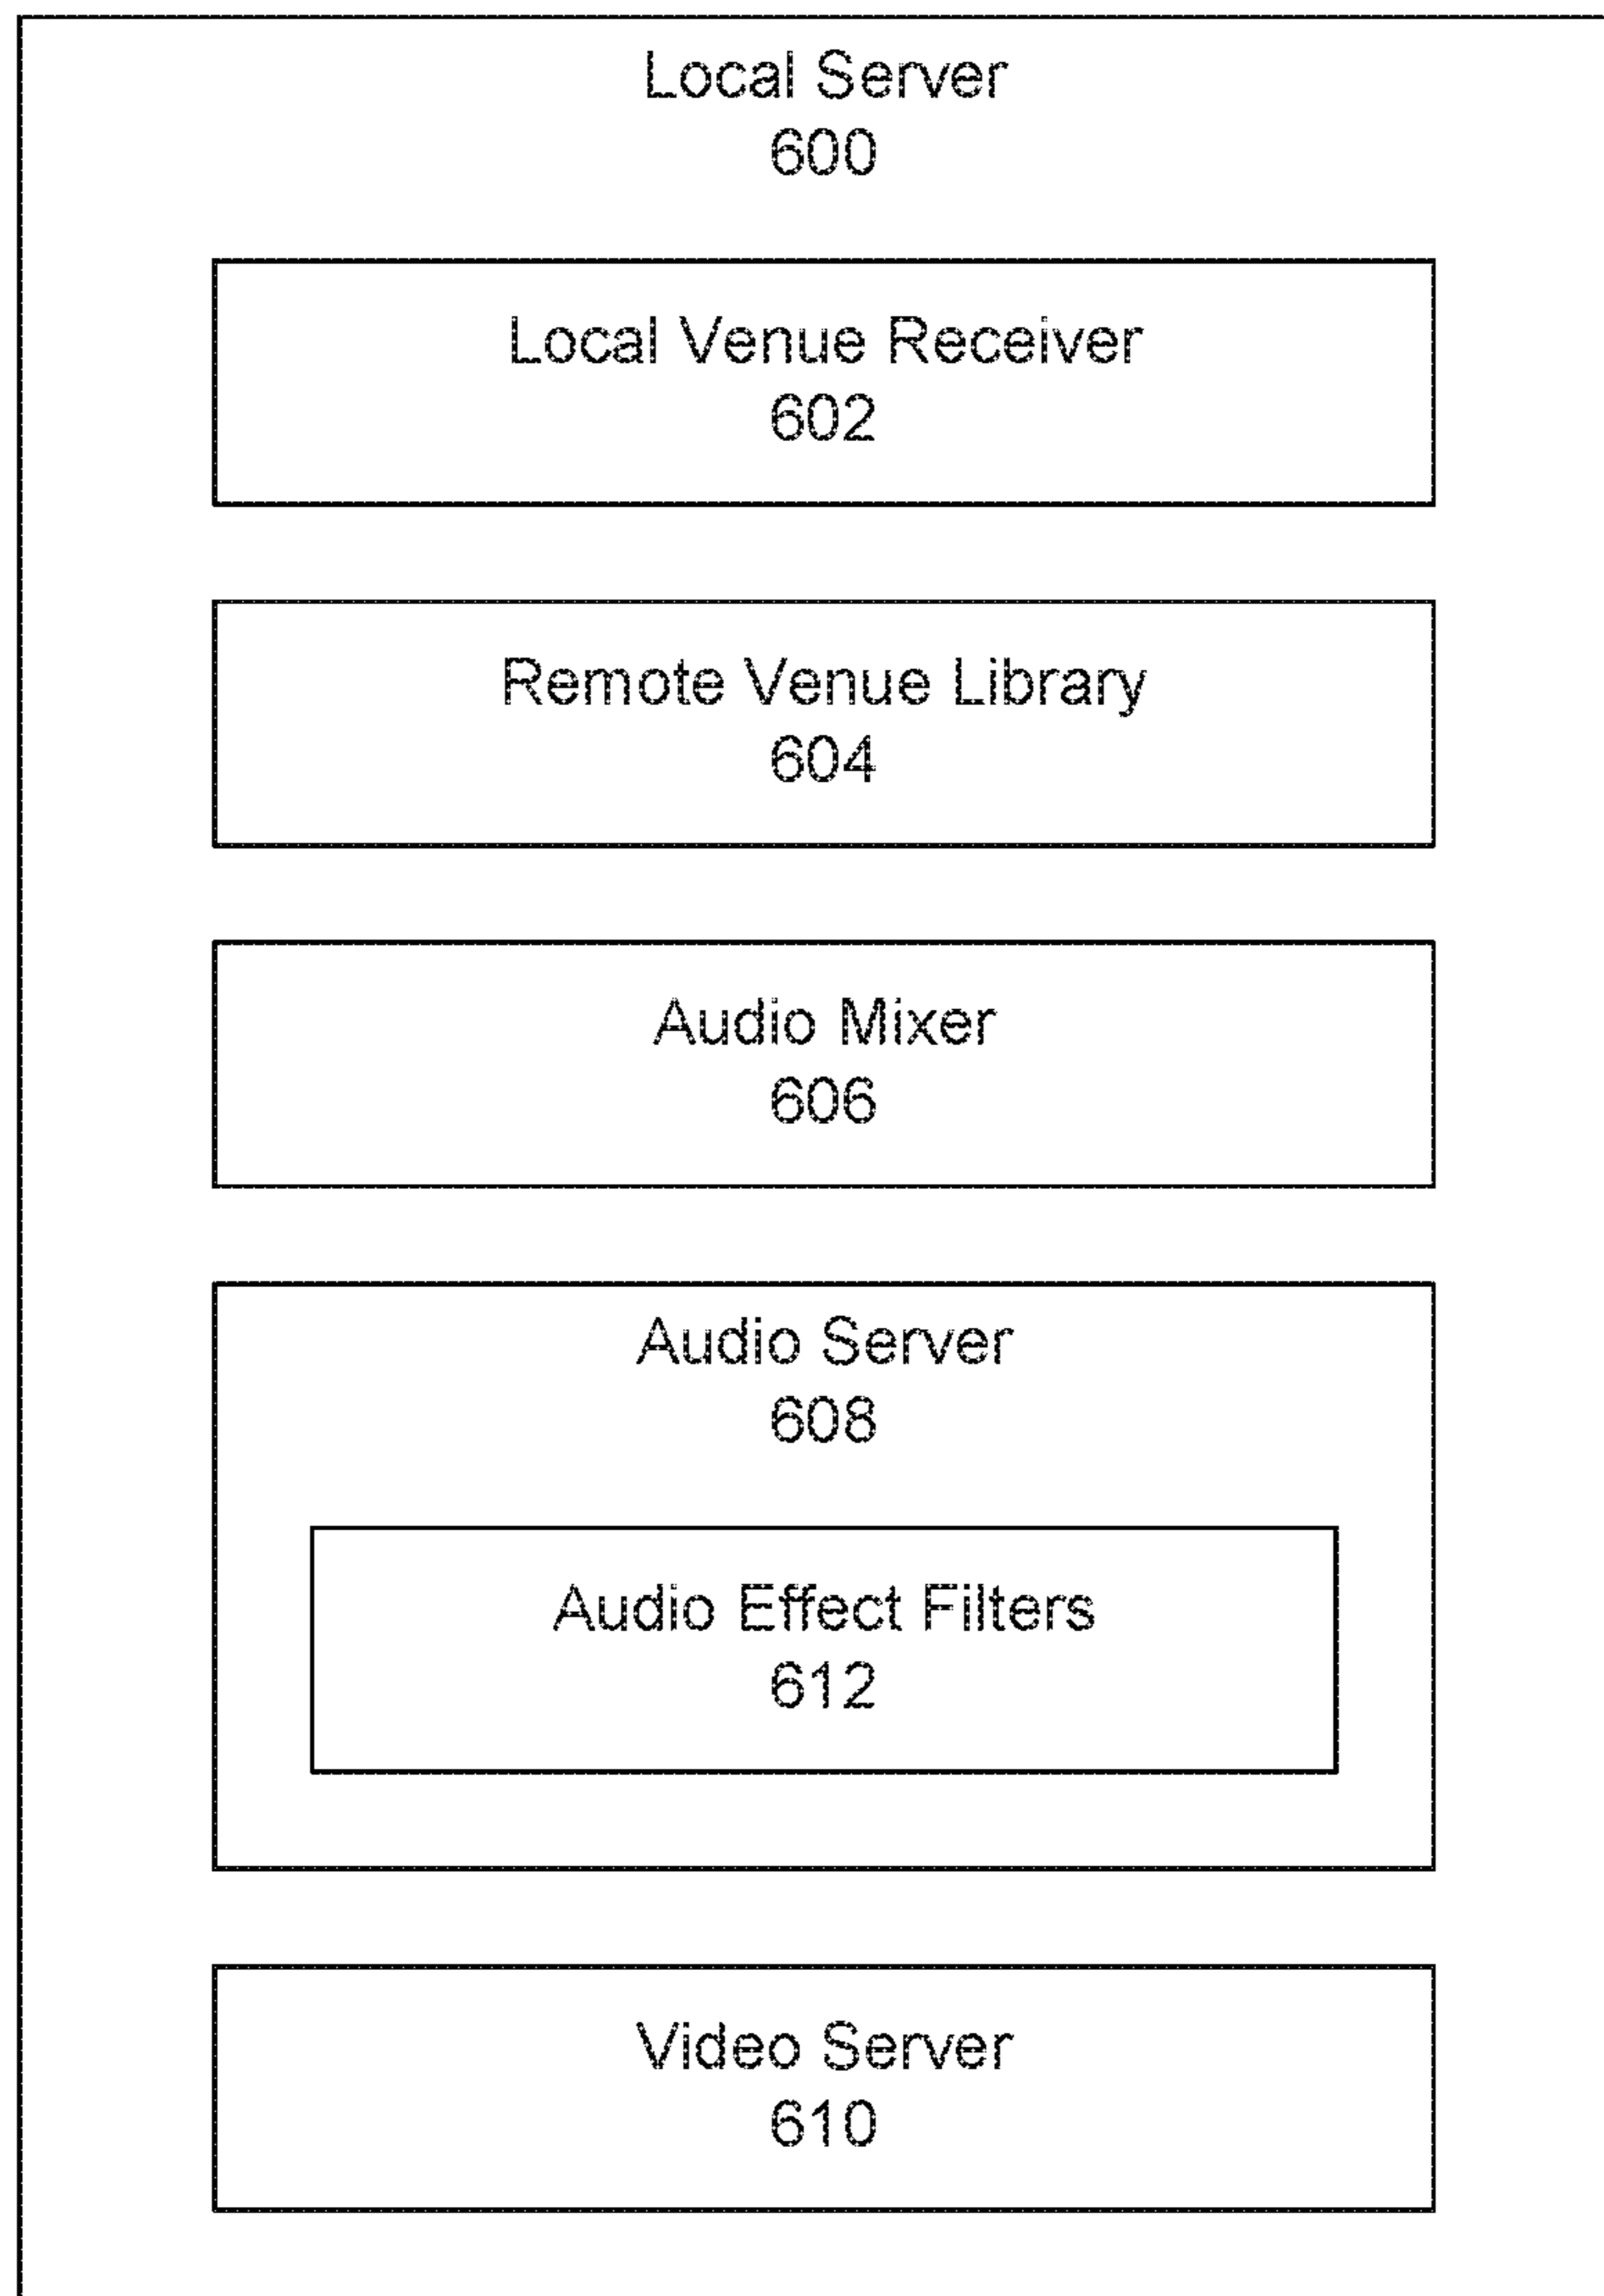 Local Server
600
Local Venue Receiver
602
Remote Venue Library
604
Audio Mixer
606
Audio Server
608
Audio Effect Filters
612
Video Server
610